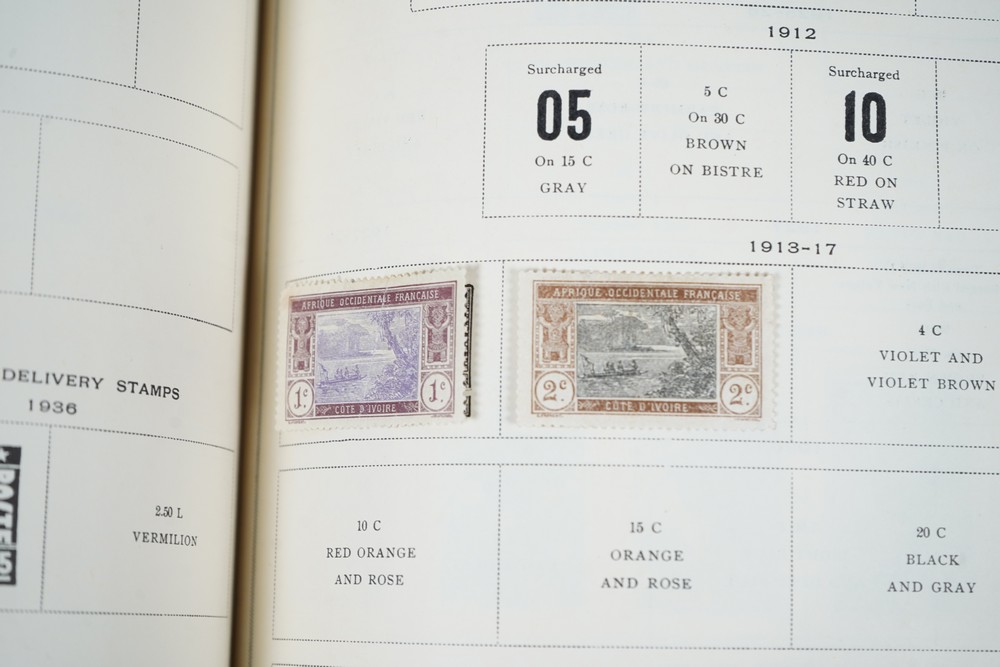 DELIVERY STAMPS
1936
POSTE
2.50 L
VERMILION
1912
Surcharged
05
On 15 C
GRAY
5 C
On 30 C
BROWN
ON BISTRE
Surcharged
10
On 40 C
RED ON
STRAW
1913-17
AFRIQUE OCCIDENTALE FRANÇAISE
1c 1c
CÔTE D'IVOIRE
AFRIQUE OCCIDENTALE FRANÇAISE
2c 2c
CÔTE D'IVOIRE
4 C
VIOLET AND
VIOLET BROWN
10 C
RED ORANGE
AND ROSE
15 C
ORANGE
AND ROSE
20 C
BLACK
AND GRAY